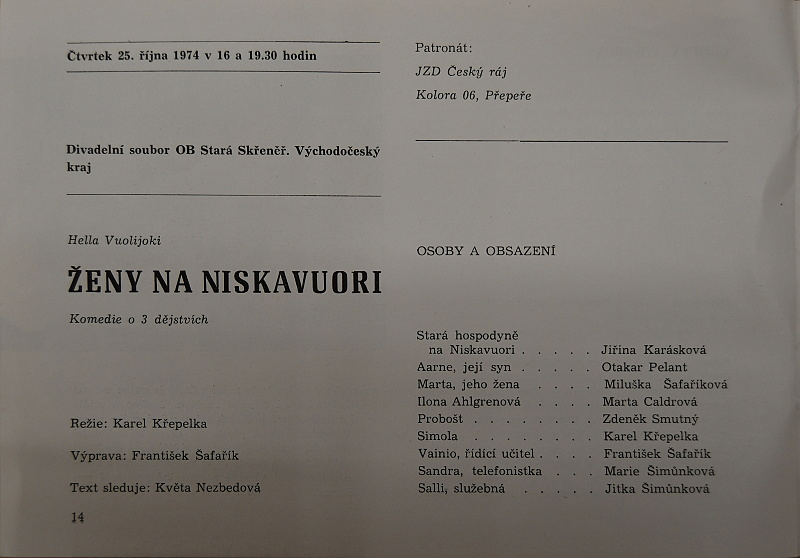 Čtvrtek 25. října 1974 v 16 a 19.30 hodin
Divadelní soubor OB Stará Skřeněř. Východočeský
kraj
Hella Vuolijoki
ŽENY NA NISKAVUORI
Komedie o 3 dějstvích
Režie: Karel Křepelka
Výprava: František Šafařík
Text sleduje: Květa Nezbedová
14
Patronát:
JZD Český ráj
Kolora 06, Přepeře
OSOBY A OBSAZENÍ
Stará hospodyně
na Niskavuori . . . . . Jiřina Karásková
Aarne, její syn . . . . . Otakar Pelant
Marta, jeho žena . . . . Miluška Šafaříková
Ilona Ahlgrenová . . . . Marta Caldrová
Probošt . . . . . . . . Zdeněk Smutný
Simola . . . . . . . . Karel Křepelka
Vainio, řídící učitel . . . . František Šafařík
Sandra, telefonistka . . . Marie Šimůnková
Salli, služebná . . . . . Jitka Šimůnková